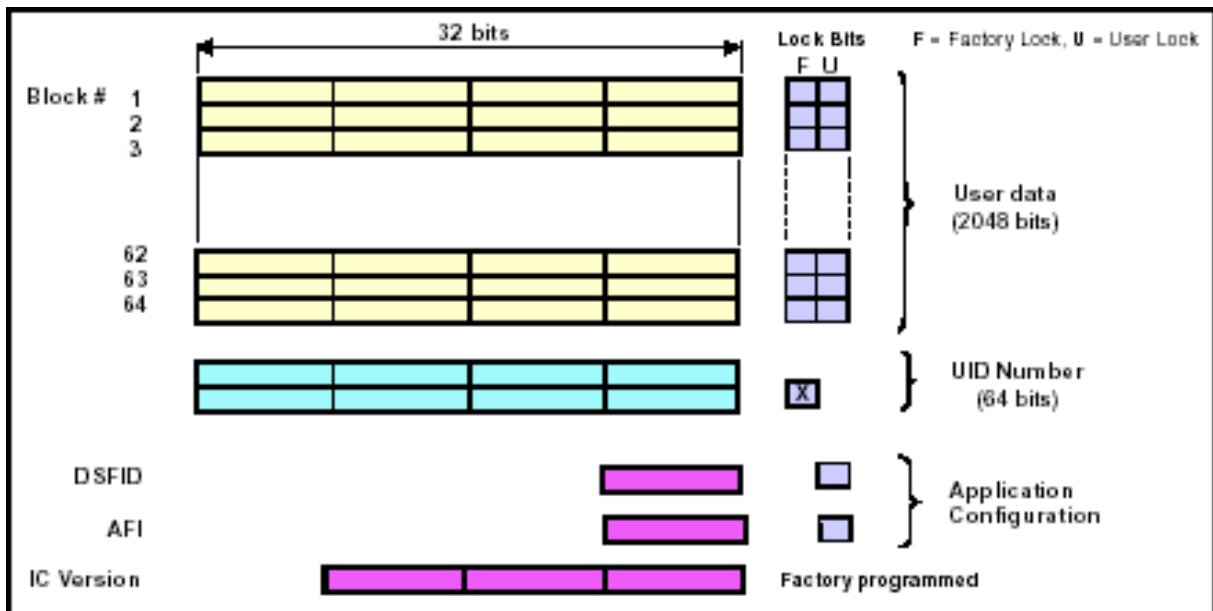 32 bits
Lock Bits
F = Factory Lock, U = User Lock
F U
Block # 1
2
3
User data
(2048 bits)
62
63
64
UID Number
(64 bits)
X
DSFID
Application
Configuration
AFI
IC Version
Factory programmed